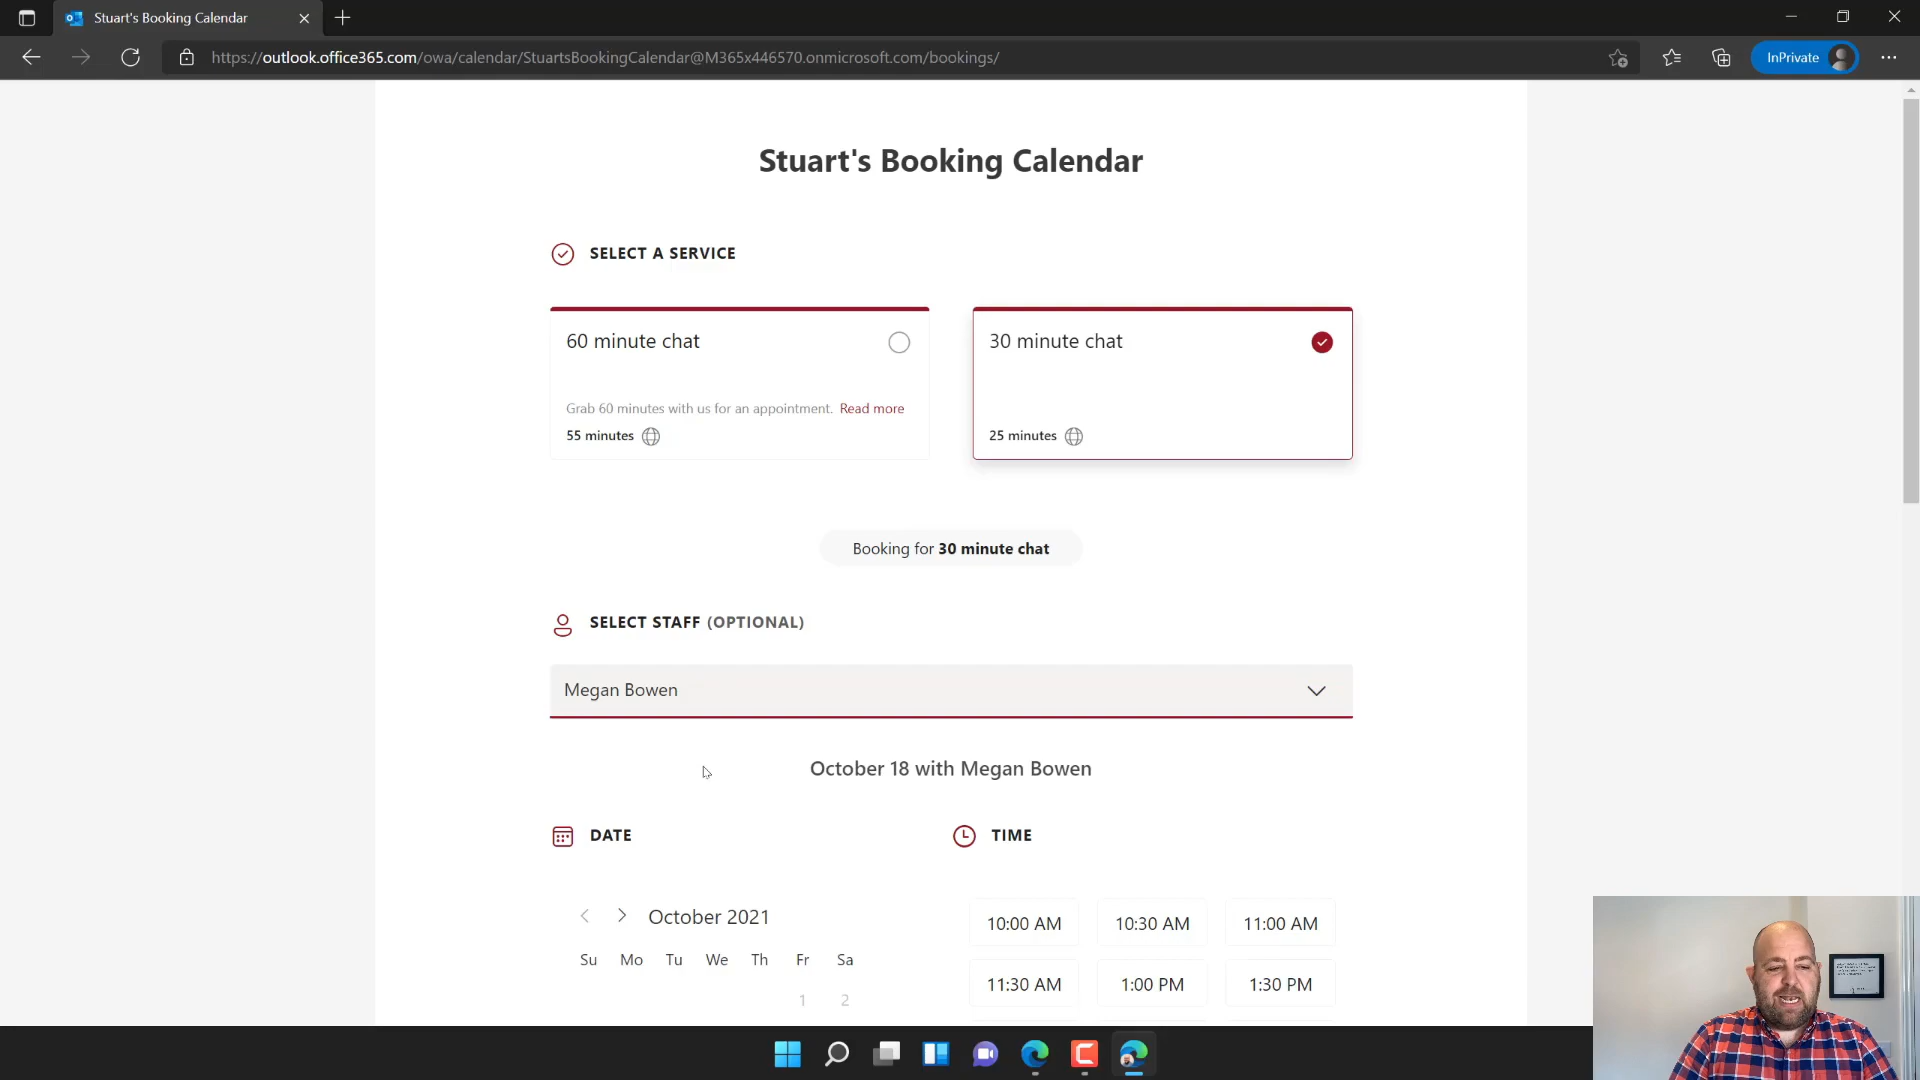 Stuart's Booking Calendar
https://outlook.office365.com/owa/calendar/StuartsBookingCalendar@M365x446570.onmicrosoft.com/bookings/
InPrivate
Stuart's Booking Calendar
SELECT A SERVICE
60 minute chat
Grab 60 minutes with us for an appointment. Read more
55 minutes
30 minute chat
25 minutes
Booking for 30 minute chat
SELECT STAFF (OPTIONAL)
Megan Bowen
October 18 with Megan Bowen
DATE
October 2021
Su Mo Tu We Th Fr Sa
1 2
TIME
10:00 AM 10:30 AM 11:00 AM
11:30 AM 1:00 PM 1:30 PM